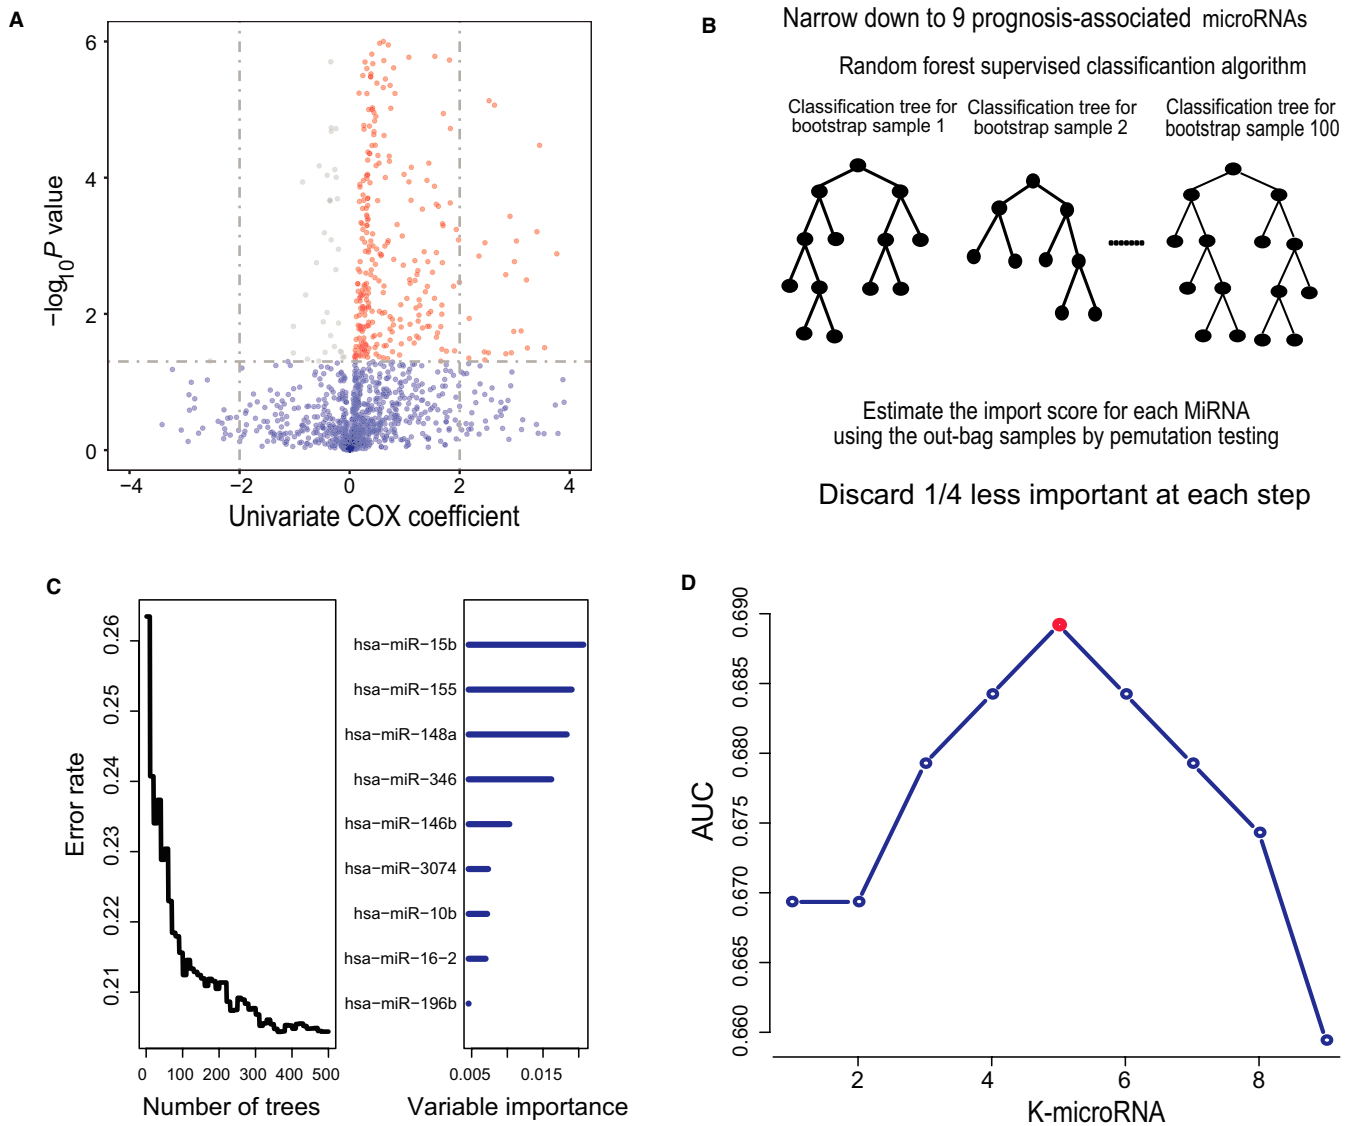 A
6
4
2
0
−log10P value
−4
−2
0
2
4
Univariate COX coefficient
B
Narrow down to 9 prognosis-associated microRNAs
Random forest supervised classificantion algorithm
Classification tree for
bootstrap sample 1
Classification tree for
bootstrap sample 2
Classification tree for
bootstrap sample 100
Estimate the import score for each MiRNA
using the out-bag samples by pemutation testing
Discard 1/4 less important at each step
C
0.26
0.25
0.24
0.23
0.22
0.21
Error rate
0
100
200
300
400
500
Number of trees
hsa−miR−15b
hsa−miR−155
hsa−miR−148a
hsa−miR−346
hsa−miR−146b
hsa−miR−3074
hsa−miR−10b
hsa−miR−16−2
hsa−miR−196b
0.005
0.015
Variable importance
D
0.690
0.685
0.680
0.675
0.670
0.665
0.660
AUC
2
4
6
8
K-microRNA